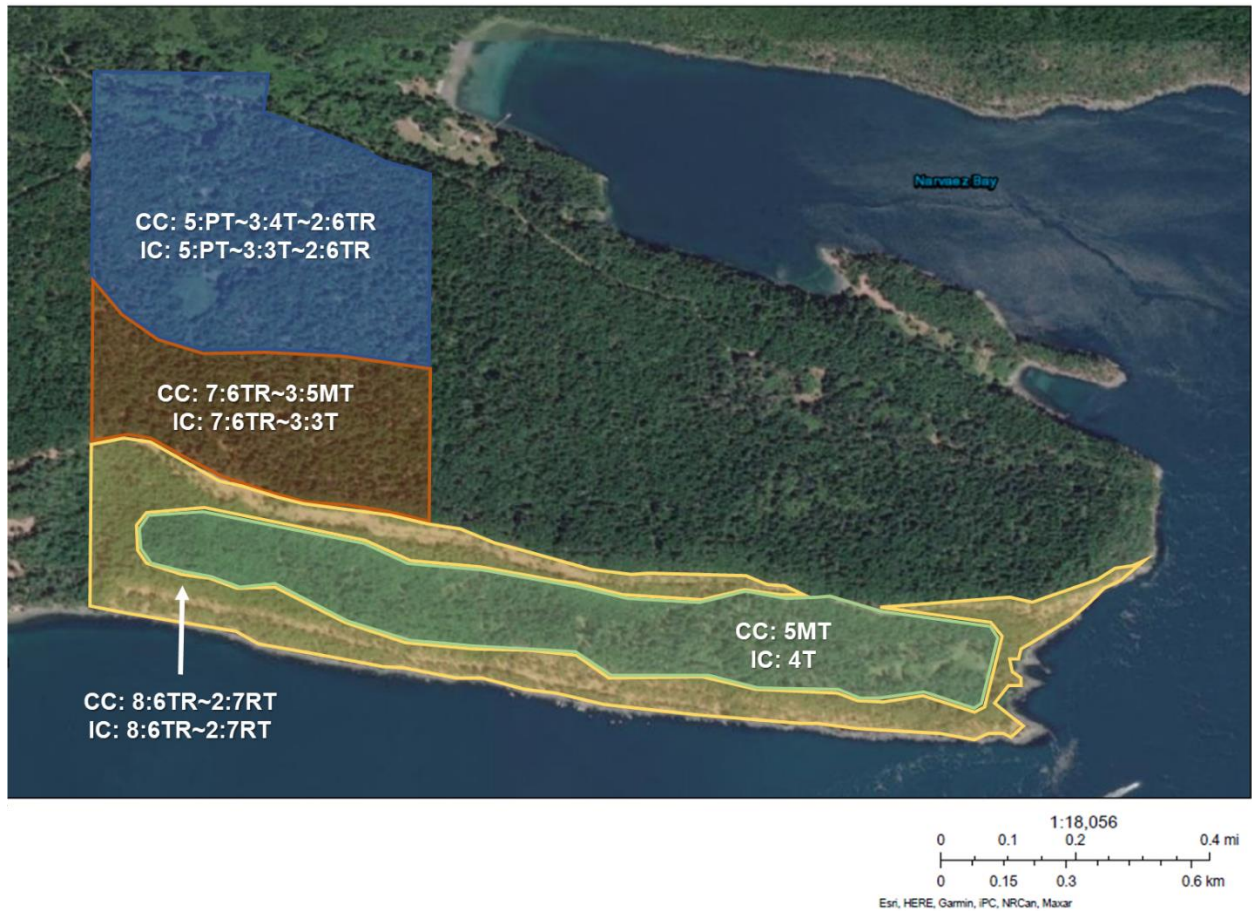 Narvaez Bay
CC: 5:PT~3:4T~2:6TR
IC: 5:PT~3:3T~2:6TR
CC: 7:6TR~3:5MT
IC: 7:6TR~3:3T
CC: 5MT
IC: 4T
CC: 8:6TR~2:7RT
IC: 8:6TR~2:7RT
1:18,056
0 0.1 0.2 0.4 mi
0 0.15 0.3 0.6 km
Esri, HERE, Garmin, iPC, NRCan, Maxar